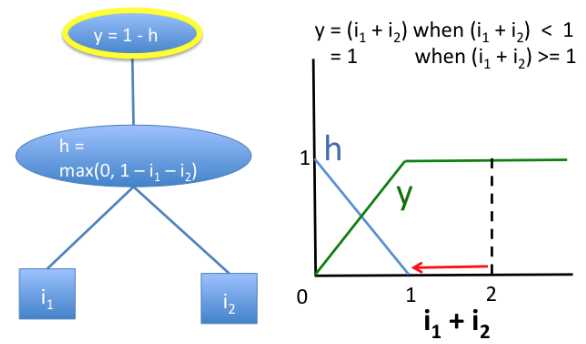 y = 1 - h
h =
max(0, 1 – i₁ – i₂)
i₁
i₂
y = (i₁ + i₂) when (i₁ + i₂) < 1
= 1 when (i₁ + i₂) >= 1
1
h
y
0
1
2
i₁ + i₂